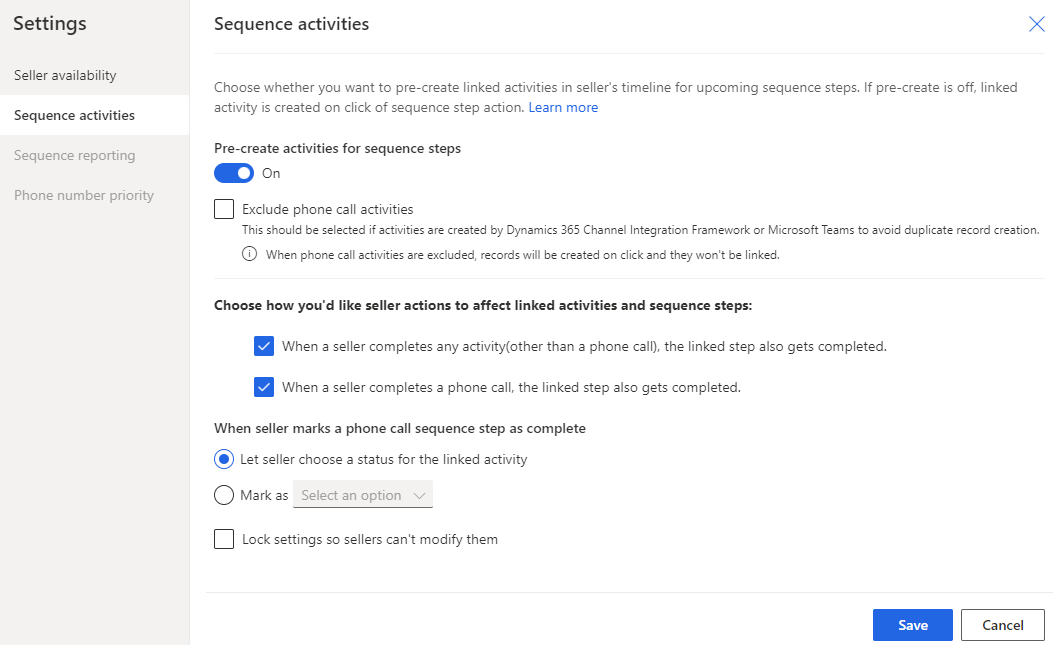 Settings
Seller availability
Sequence activities
Sequence reporting
Phone number priority
Sequence activities
Choose whether you want to pre-create linked activities in seller's timeline for upcoming sequence steps. If pre-create is off, linked
activity is created on click of sequence step action. Learn more
Pre-create activities for sequence steps
On
Exclude phone call activities
This should be selected if activities are created by Dynamics 365 Channel Integration Framework or Microsoft Teams to avoid duplicate record creation.
When phone call activities are excluded, records will be created on click and they won't be linked.
Choose how you'd like seller actions to affect linked activities and sequence steps:
When a seller completes any activity(other than a phone call), the linked step also gets completed.
When a seller completes a phone call, the linked step also gets completed.
When seller marks a phone call sequence step as complete
Let seller choose a status for the linked activity
Mark as Select an option
Lock settings so sellers can't modify them
Save Cancel